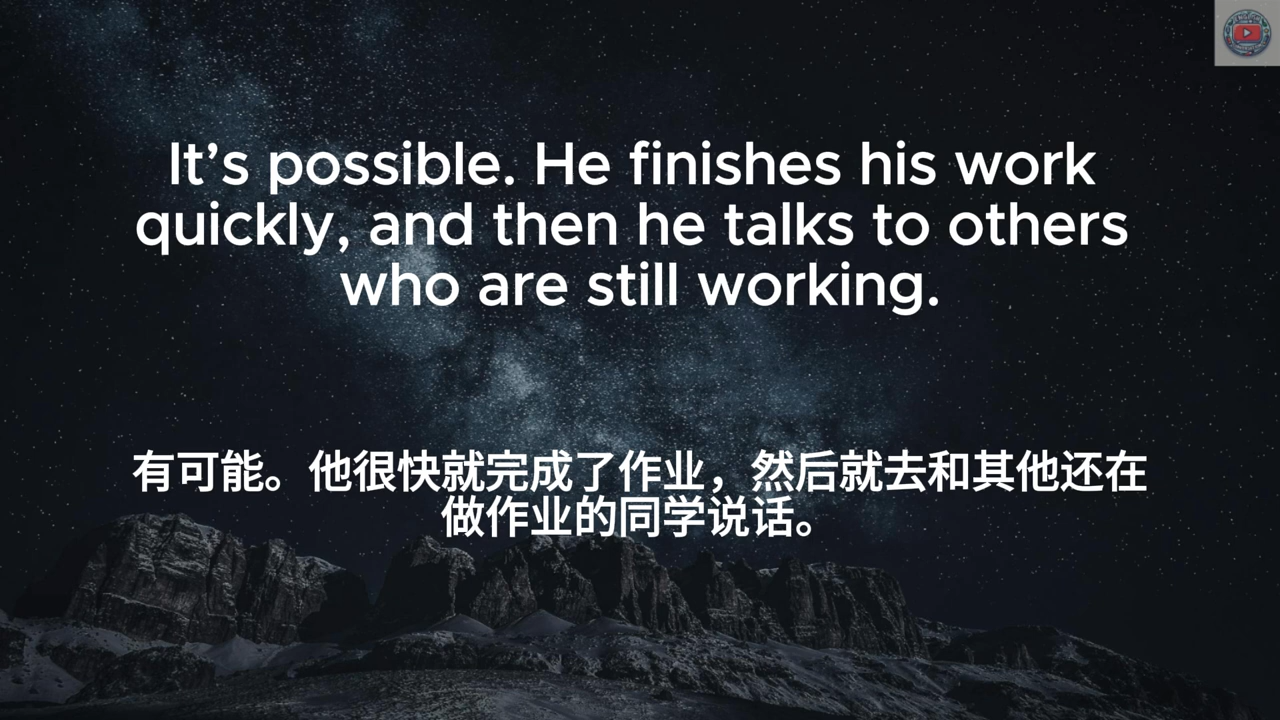 It’s possible. He finishes his work
quickly, and then he talks to others
who are still working.
有可能。他很快就完成了作业，然后就去和其他还在
做作业的同学说话。